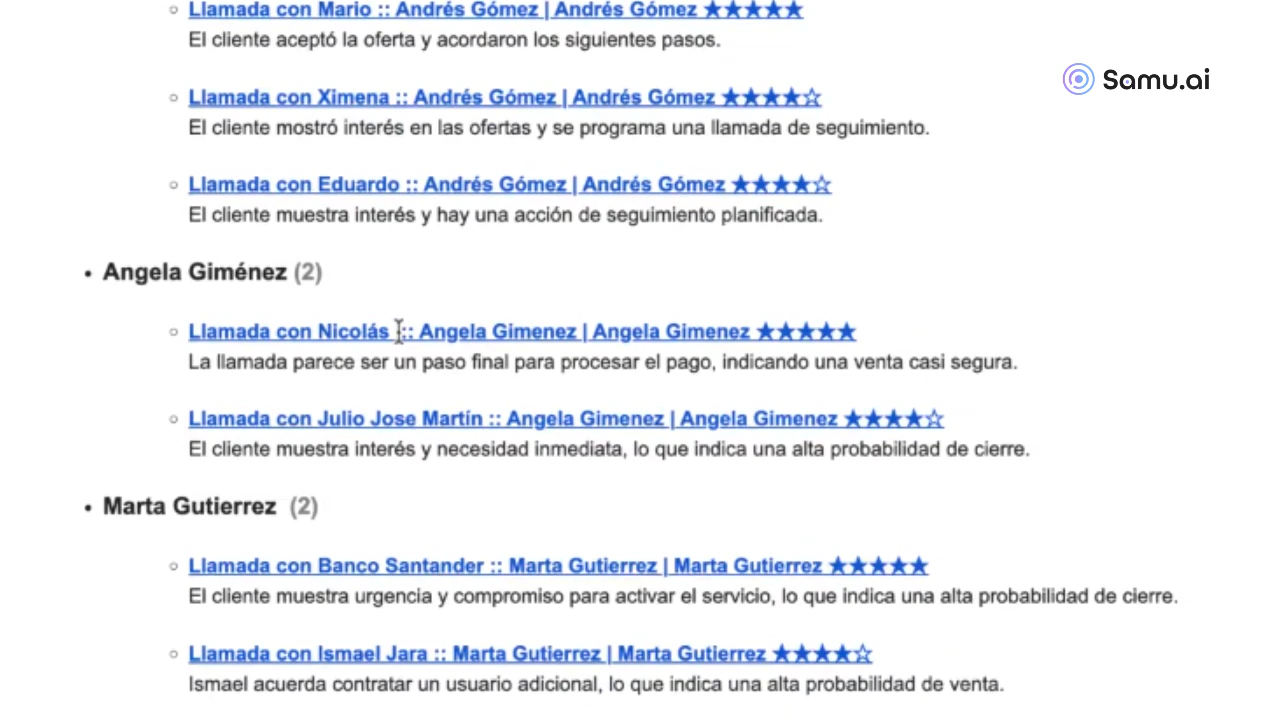 Llamada con Mario :: Andrés Gómez | Andrés Gómez ★★★★★
El cliente aceptó la oferta y acordaron los siguientes pasos.
Samu.ai
Llamada con Ximena :: Andrés Gómez | Andrés Gómez ★★★★☆
El cliente mostró interés en las ofertas y se programa una llamada de seguimiento.
Llamada con Eduardo :: Andrés Gómez | Andrés Gómez ★★★★☆
El cliente muestra interés y hay una acción de seguimiento planificada.
Angela Giménez (2)
Llamada con Nicolás :: Angela Gimenez | Angela Gimenez ★★★★★
La llamada parece ser un paso final para procesar el pago, indicando una venta casi segura.
Llamada con Julio Jose Martín :: Angela Gimenez | Angela Gimenez ★★★★☆
El cliente muestra interés y necesidad inmediata, lo que indica una alta probabilidad de cierre.
Marta Gutierrez (2)
Llamada con Banco Santander :: Marta Gutierrez | Marta Gutierrez ★★★★★
El cliente muestra urgencia y compromiso para activar el servicio, lo que indica una alta probabilidad de cierre.
Llamada con Ismael Jara :: Marta Gutierrez | Marta Gutierrez ★★★★☆
Ismael acuerda contratar un usuario adicional, lo que indica una alta probabilidad de venta.